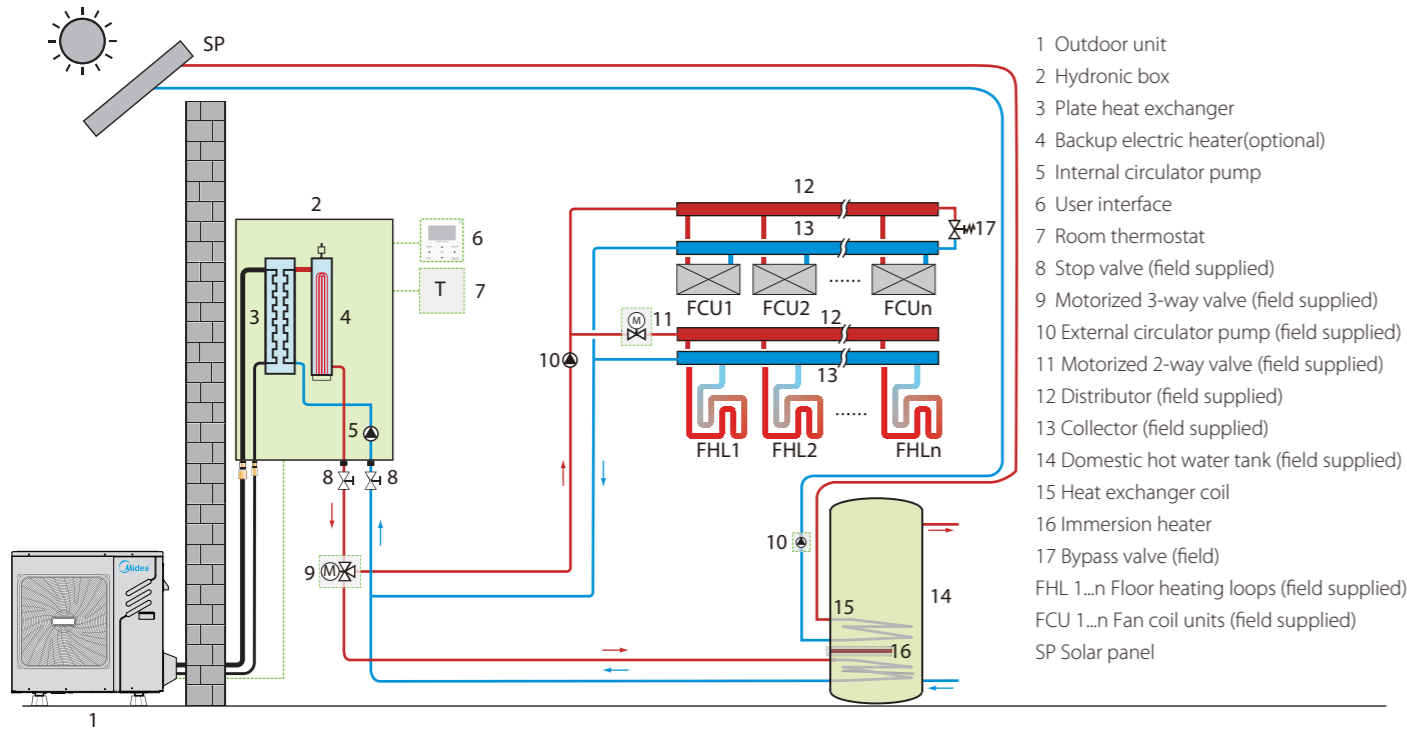 SP
2
6
T
7
3
4
5
8
8
9
M
1
Midea
12
13
17
FCU1
FCU2
......
FCUn
M
11
12
10
13
......
FHL1
FHL2
FHLn
10
15
14
16
1 Outdoor unit
2 Hydronic box
3 Plate heat exchanger
4 Backup electric heater(optional)
5 Internal circulator pump
6 User interface
7 Room thermostat
8 Stop valve (field supplied)
9 Motorized 3-way valve (field supplied)
10 External circulator pump (field supplied)
11 Motorized 2-way valve (field supplied)
12 Distributor (field supplied)
13 Collector (field supplied)
14 Domestic hot water tank (field supplied)
15 Heat exchanger coil
16 Immersion heater
17 Bypass valve (field)
FHL 1...n Floor heating loops (field supplied)
FCU 1...n Fan coil units (field supplied)
SP Solar panel